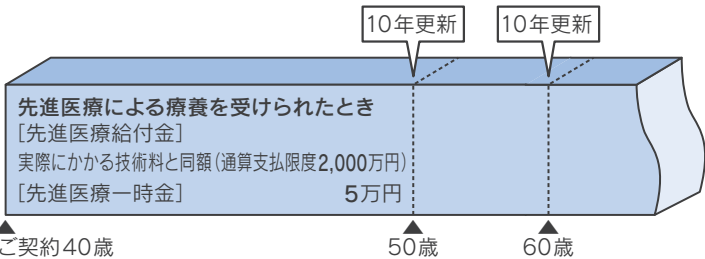 10年更新
10年更新
先進医療による療養を受けられたとき
[先進医療給付金]
実際にかかる技術料と同額(通算支払限度2,000万円)
[先進医療一時金] 5万円
ご契約40歳
50歳
60歳